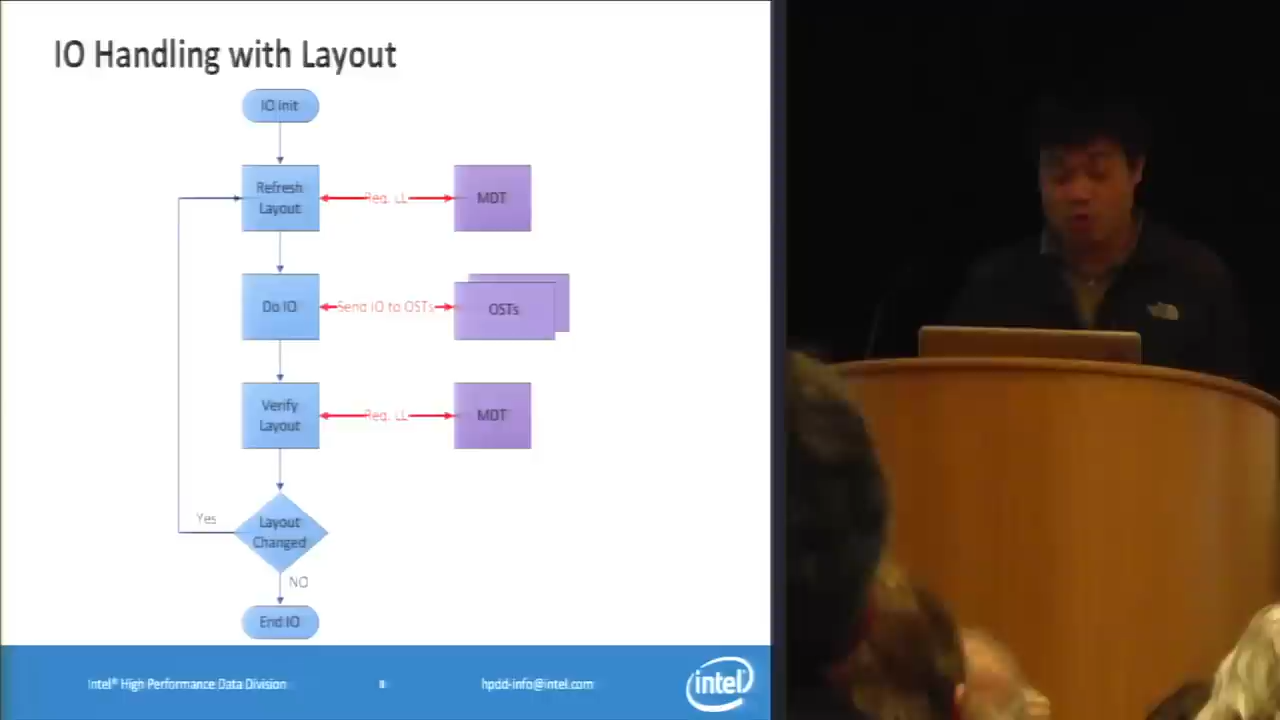 IO Handling with Layout
IO init
Refresh
Layout
Req. LL
MDT
Do IO
Send IO to OSTs
OSTs
Verify
Layout
Req. LL
MDT
Yes
Layout
Changed
NO
End IO
Intel® High Performance Data Division
8
hpdd-info@intel.com
intel